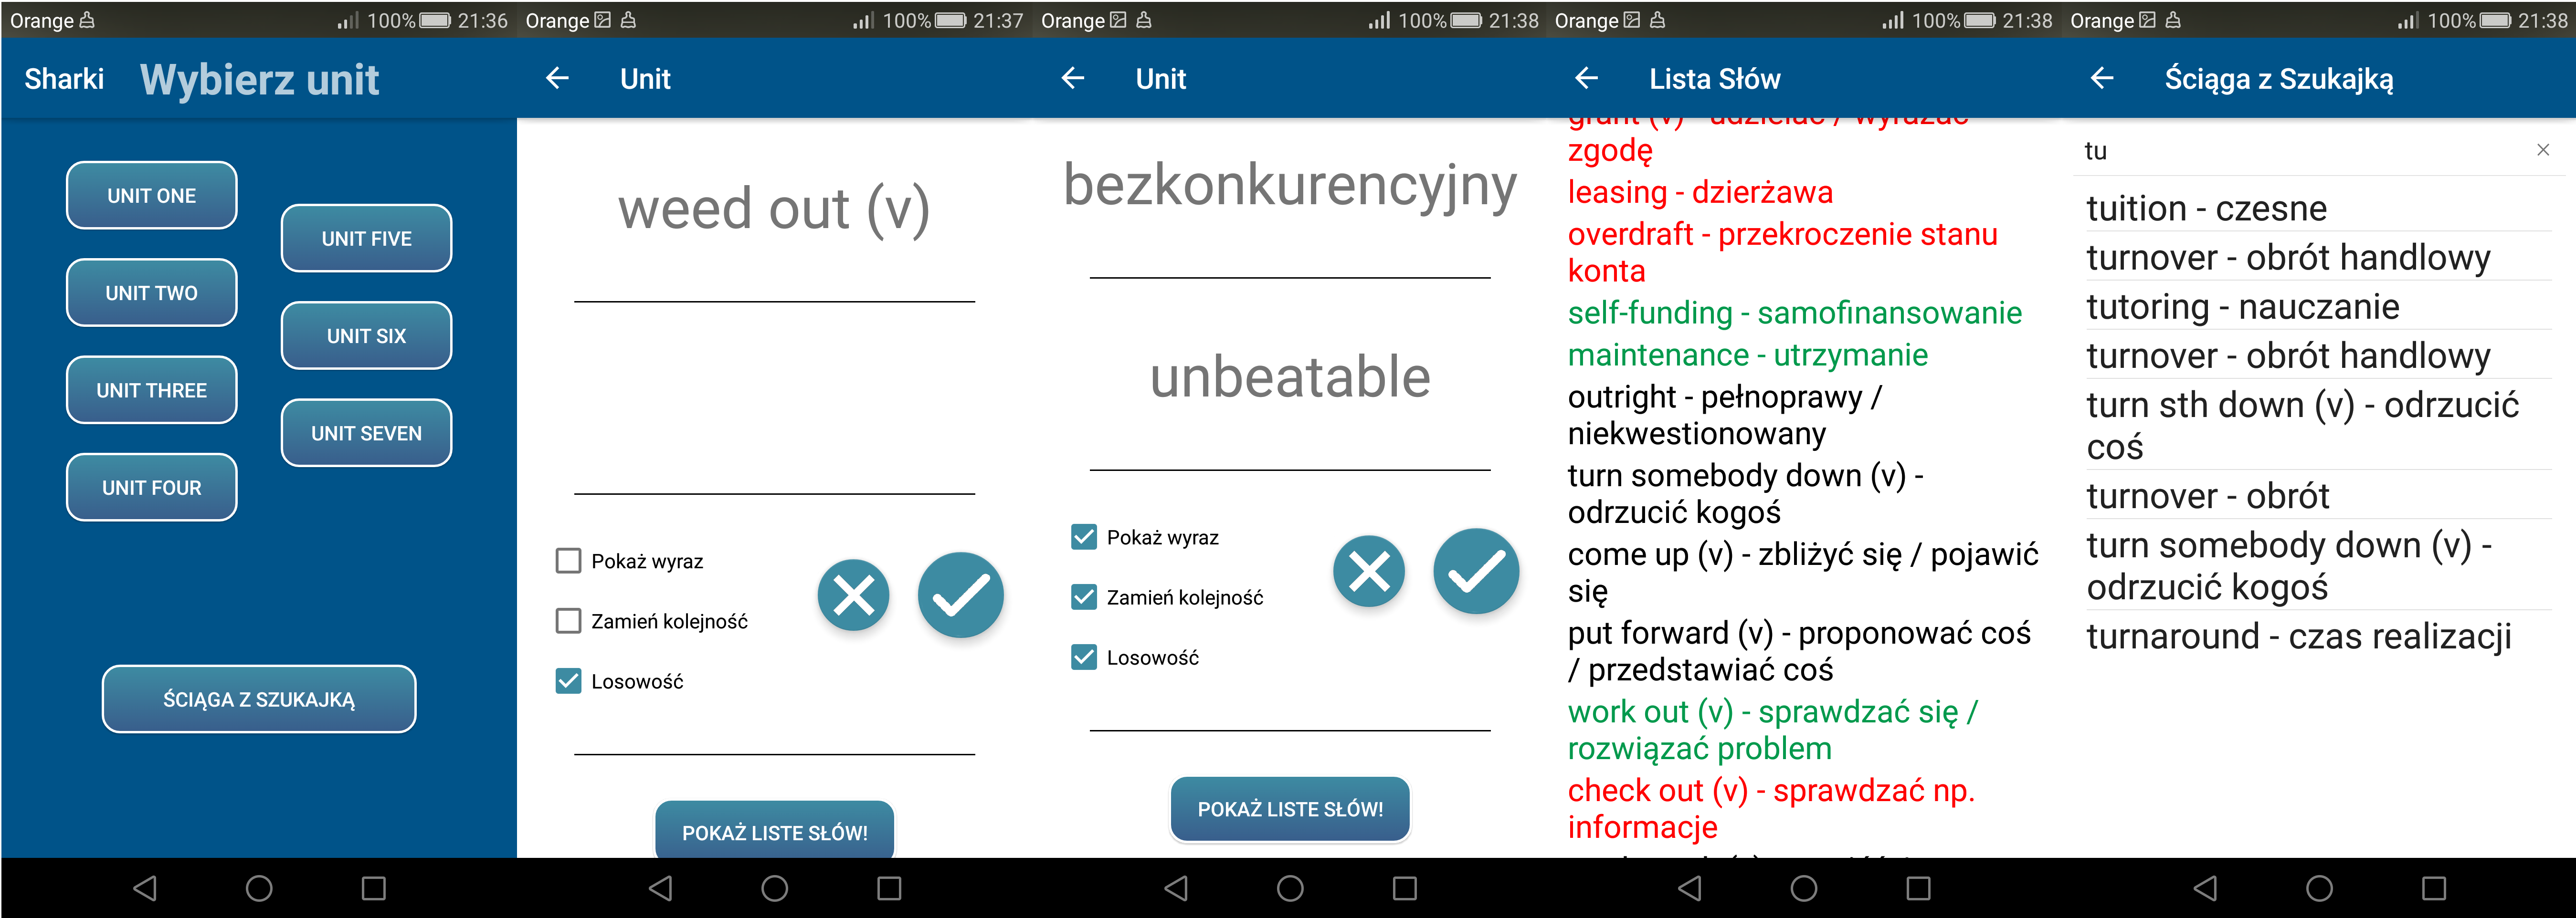 Orange 100% 21:36
Sharki Wybierz unit
UNIT ONE
UNIT TWO
UNIT THREE
UNIT FOUR
UNIT FIVE
UNIT SIX
UNIT SEVEN
ŚCIĄGA Z SZUKAJKĄ
Orange 100% 21:37
Unit
weed out (v)
Pokaż wyraz
Zamień kolejność
Losowość
POKAŻ LISTE SŁÓW!
Orange 100% 21:38
Unit
bezkonkurencyjny
unbeatable
Pokaż wyraz
Zamień kolejność
Losowość
POKAŻ LISTE SŁÓW!
Orange 100% 21:38
Lista Słów
grant (v) - udzielać / wyrażać
zgodę
leasing - dzierżawa
overdraft - przekroczenie stanu
konta
self-funding - samofinansowanie
maintenance - utrzymanie
outright - pełnoprawy /
niekwestionowany
turn somebody down (v) -
odrzucić kogoś
come up (v) - zbliżyć się / pojawić
się
put forward (v) - proponować coś
/ przedstawiać coś
work out (v) - sprawdzać się /
rozwiązać problem
check out (v) - sprawdzać np.
informacje
Orange 100% 21:38
Ściąga z Szukajką
tu
tuition - czesne
turnover - obrót handlowy
tutoring - nauczanie
turnover - obrót handlowy
turn sth down (v) - odrzucić
coś
turnover - obrót
turn somebody down (v) -
odrzucić kogoś
turnaround - czas realizacji